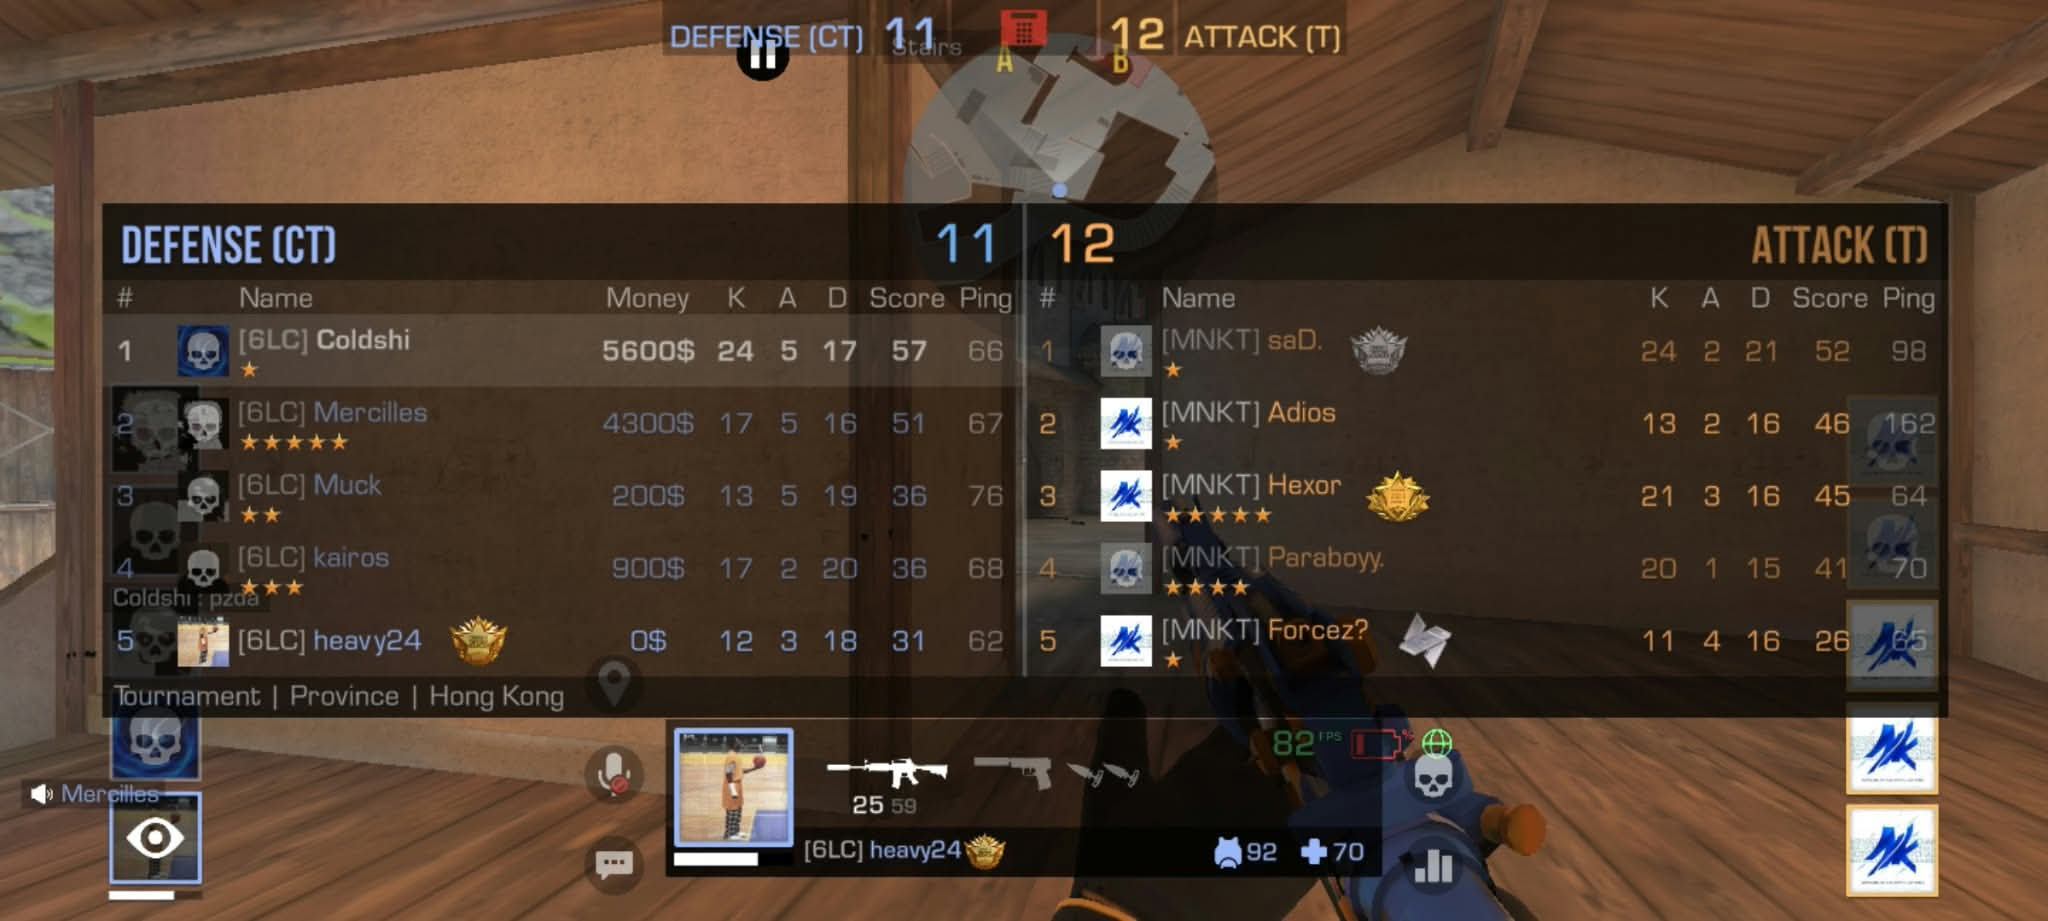 DEFENSE (CT) 11 12 ATTACK (T)
Stairs
A B
DEFENSE (CT) 11 12 ATTACK (T)
# Name Money K A D Score Ping # Name K A D Score Ping
1 [6LC] Coldshi 5600$ 24 5 17 57 66 1 [MNKT] saD. 24 2 21 52 98
2 [6LC] Mercilles 4300$ 17 5 16 51 67 2 [MNKT] Adios 13 2 16 46 162
3 [6LC] Muck 200$ 13 5 19 36 76 3 [MNKT] Hexor 21 3 16 45 64
4 [6LC] kairos 900$ 17 2 20 36 68 4 [MNKT] Paraboyy. 20 1 15 41 70
Coldshi : pzda
5 [6LC] heavy24 0$ 12 3 18 31 62 5 [MNKT] Forcez? 11 4 16 26 65
Tournament | Province | Hong Kong
82 FPS %
Mercilles
25 59
[6LC] heavy24 92 70